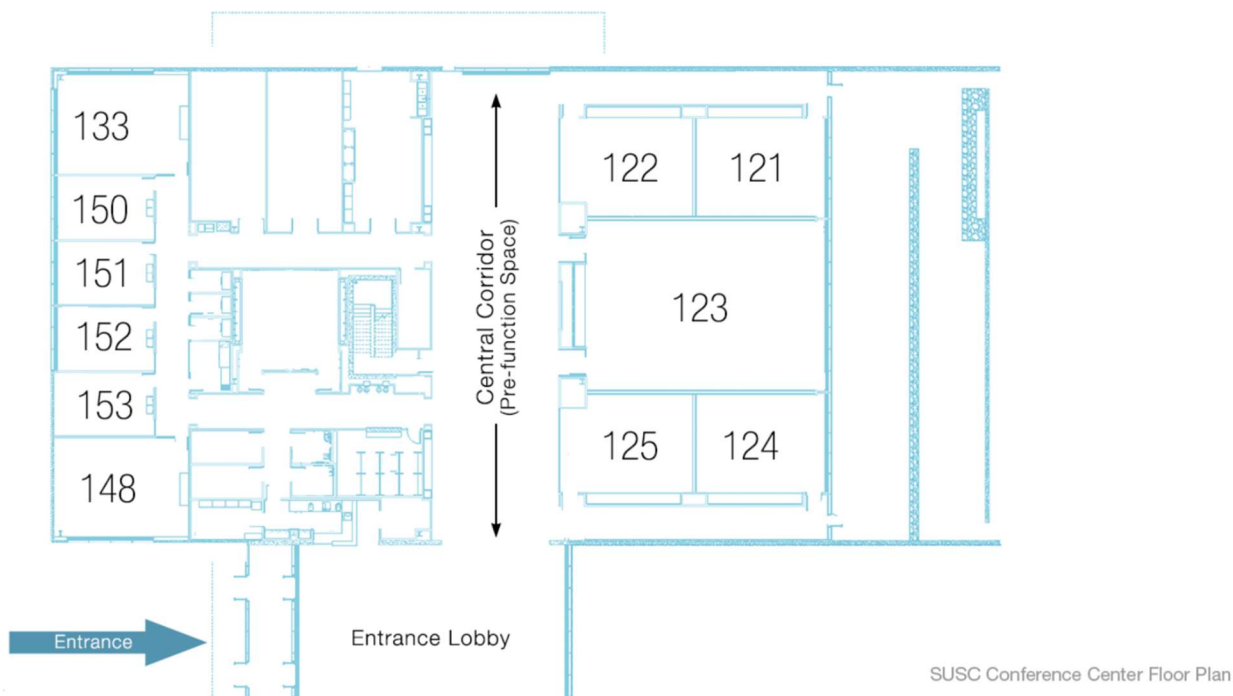 133
150
151
152
153
148
Central Corridor
(Pre-function Space)
122
121
123
125
124
Entrance
Entrance Lobby
SUSC Conference Center Floor Plan